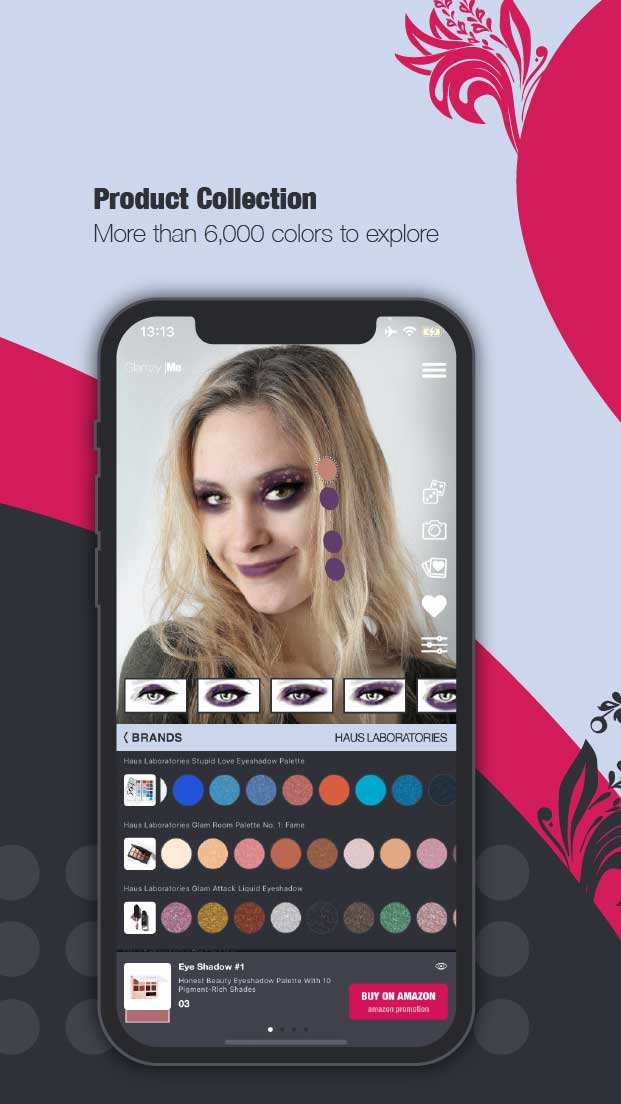 Product Collection
More than 6,000 colors to explore
13:13
Glamzy|Me
BRANDS
HAUS LABORATORIES
Haus Laboratories Stupid Love Eyeshadow Palette
Haus Laboratories Glam Room Palette No. 1: Fame
Haus Laboratories Glam Attack Liquid Eyeshadow
Eye Shadow #1
Honest Beauty Eyeshadow Palette With 10
Pigment-Rich Shades
03
BUY ON AMAZON
amazon promotion